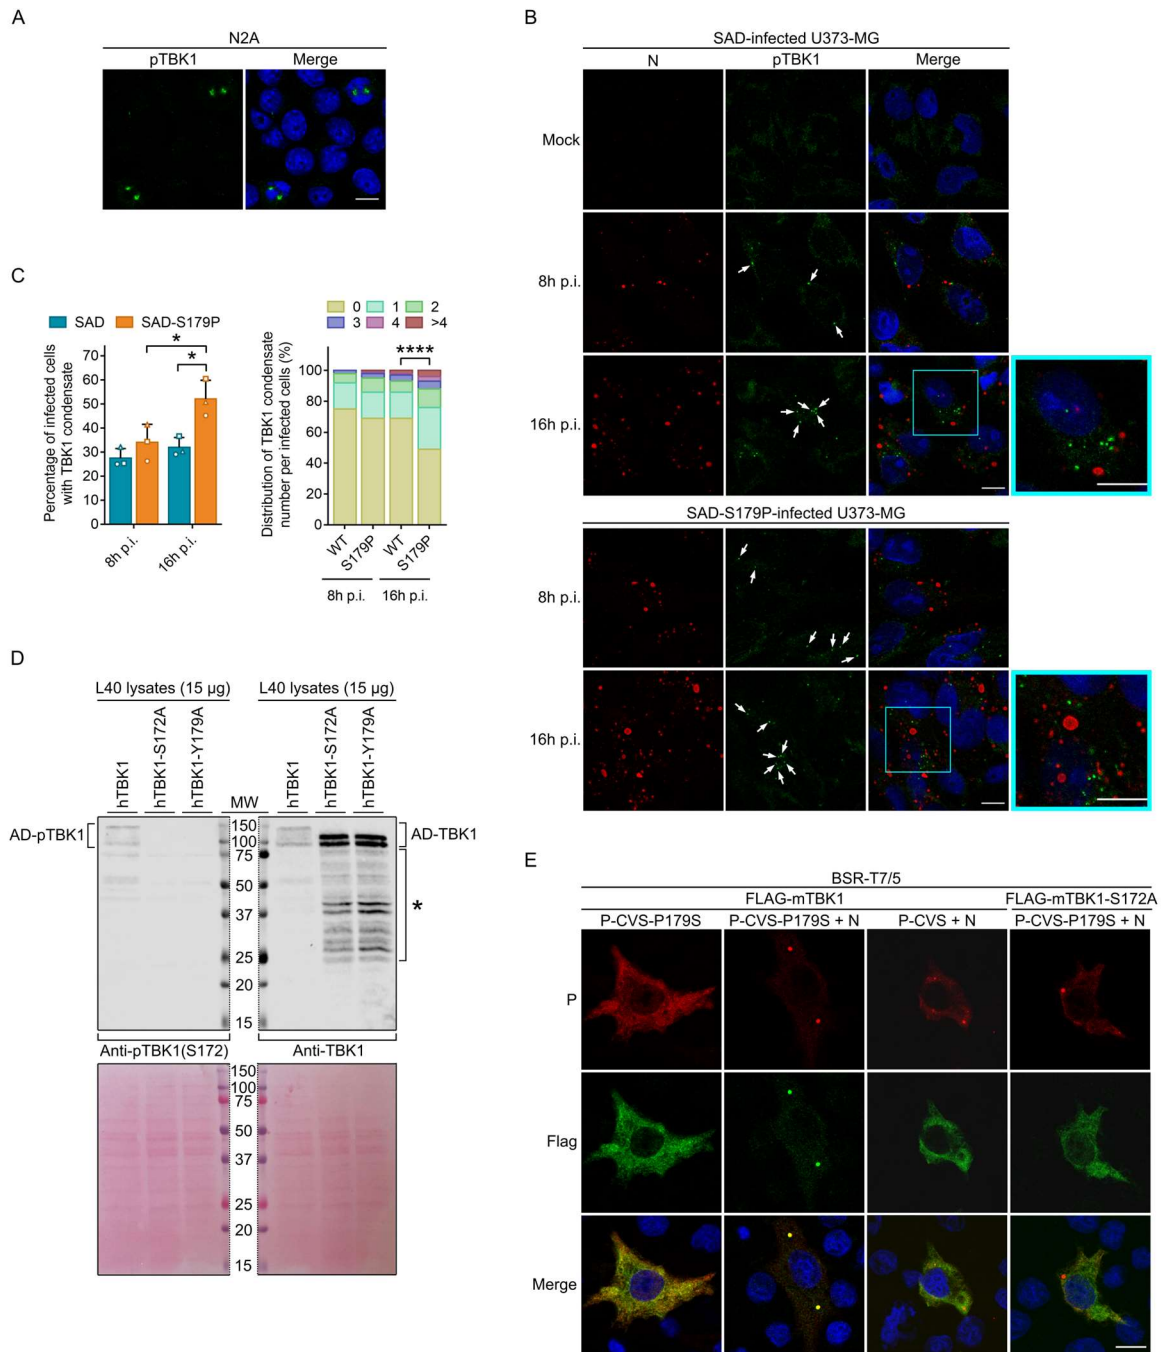 A
N2A
pTBK1 Merge
B
SAD-infected U373-MG
N pTBK1 Merge
Mock
8h p.i.
16h p.i.
SAD-S179P-infected U373-MG
8h p.i.
16h p.i.
C
SAD SAD-S179P
Percentage of infected cells
with TBK1 condensate
70
60
50
40
30
20
10
0
*
*
8h p.i. 16h p.i.
0 1 2
3 4 >4
Distribution of TBK1 condensate
number per infected cells (%)
100
80
60
40
20
0
****
WT S179P WT S179P
8h p.i. 16h p.i.
D
L40 lysates (15 µg) L40 lysates (15 µg)
hTBK1 hTBK1-S172A hTBK1-Y179A MW hTBK1 hTBK1-S172A hTBK1-Y179A
AD-pTBK1 AD-TBK1
150
100
75
50
37
25
20
15
*
Anti-pTBK1(S172) Anti-TBK1
150
100
75
50
37
25
20
15
E
BSR-T7/5
FLAG-mTBK1 FLAG-mTBK1-S172A
P-CVS-P179S P-CVS-P179S + N P-CVS + N P-CVS-P179S + N
P
Flag
Merge